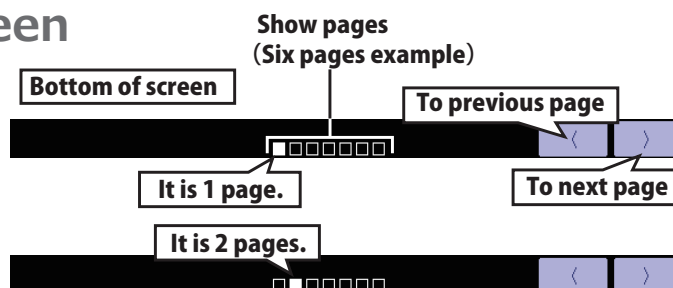 een
Show pages
(Six pages example)
Bottom of screen
To previous page
〈 〉
It is 1 page.
To next page
It is 2 pages.
〈 〉